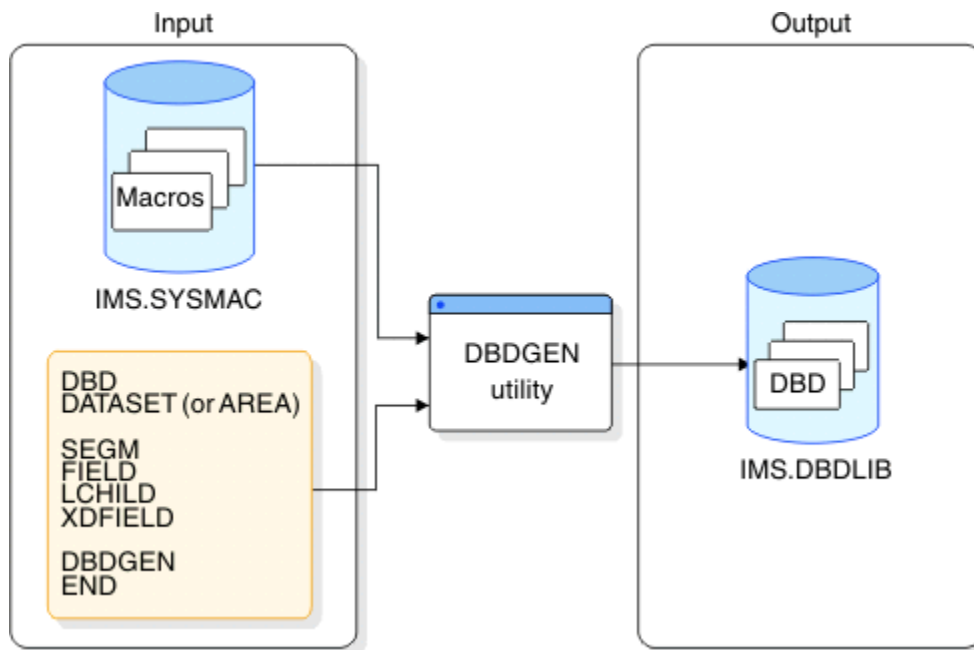 Input
Output
Macros
IMS.SYSMAC
DBD
DATASET (or AREA)
SEGM
FIELD
LCHILD
XDFIELD
DBDGEN
END
DBDGEN
utility
DBD
IMS.DBDLIB